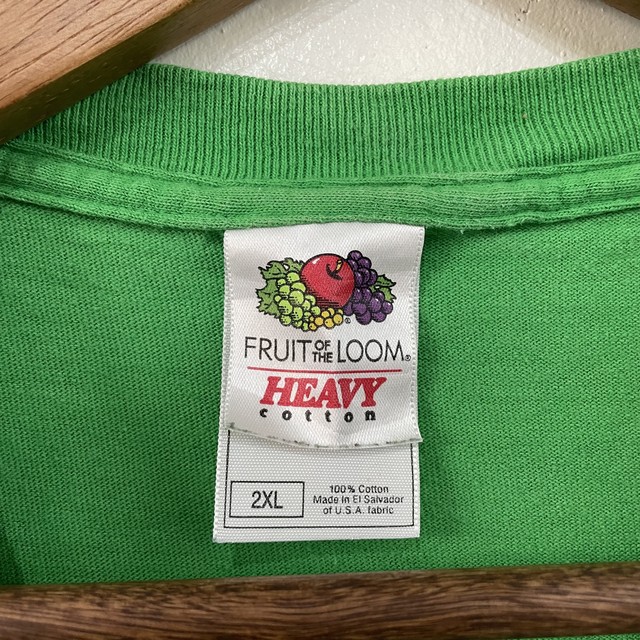 FRUIT OF THE LOOM®
HEAVY
cotton
2XL
100% Cotton
Made in El Salvador
of U.S.A. fabric